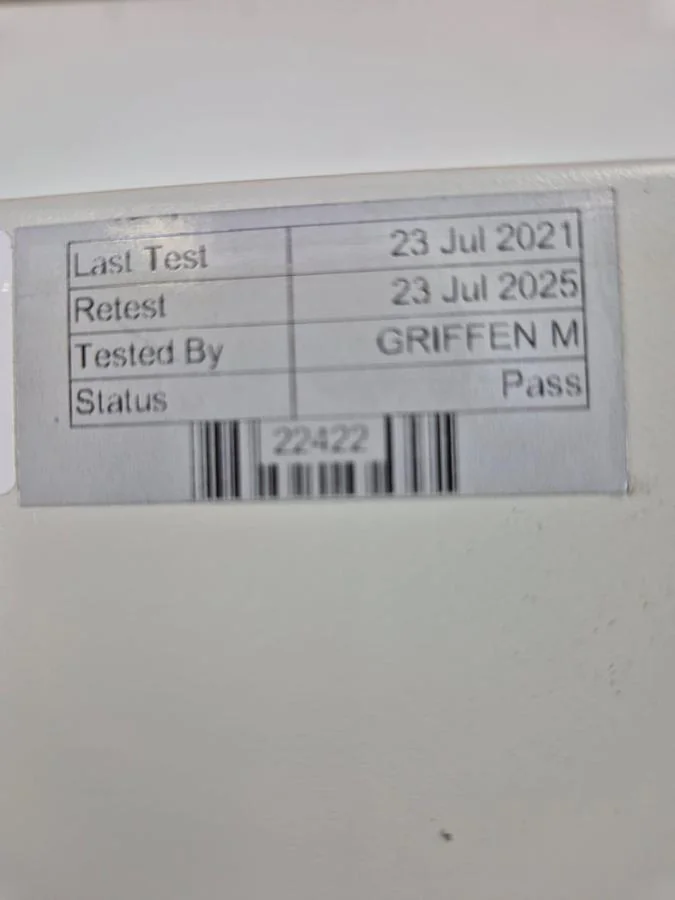 Last Test 23 Jul 2021
Retest 23 Jul 2025
Tested By GRIFFEN M
Status Pass
22422